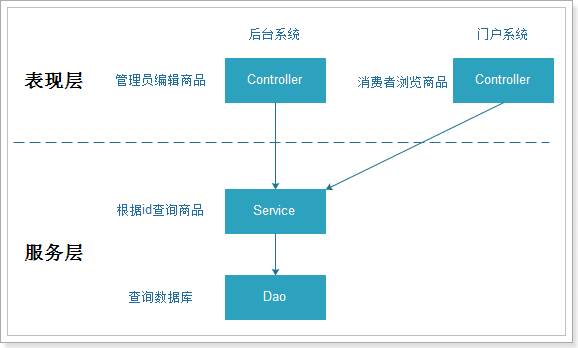 后台系统
门户系统
表现层
管理员编辑商品
Controller
消费者浏览商品
Controller
根据id查询商品
Service
服务层
查询数据库
Dao